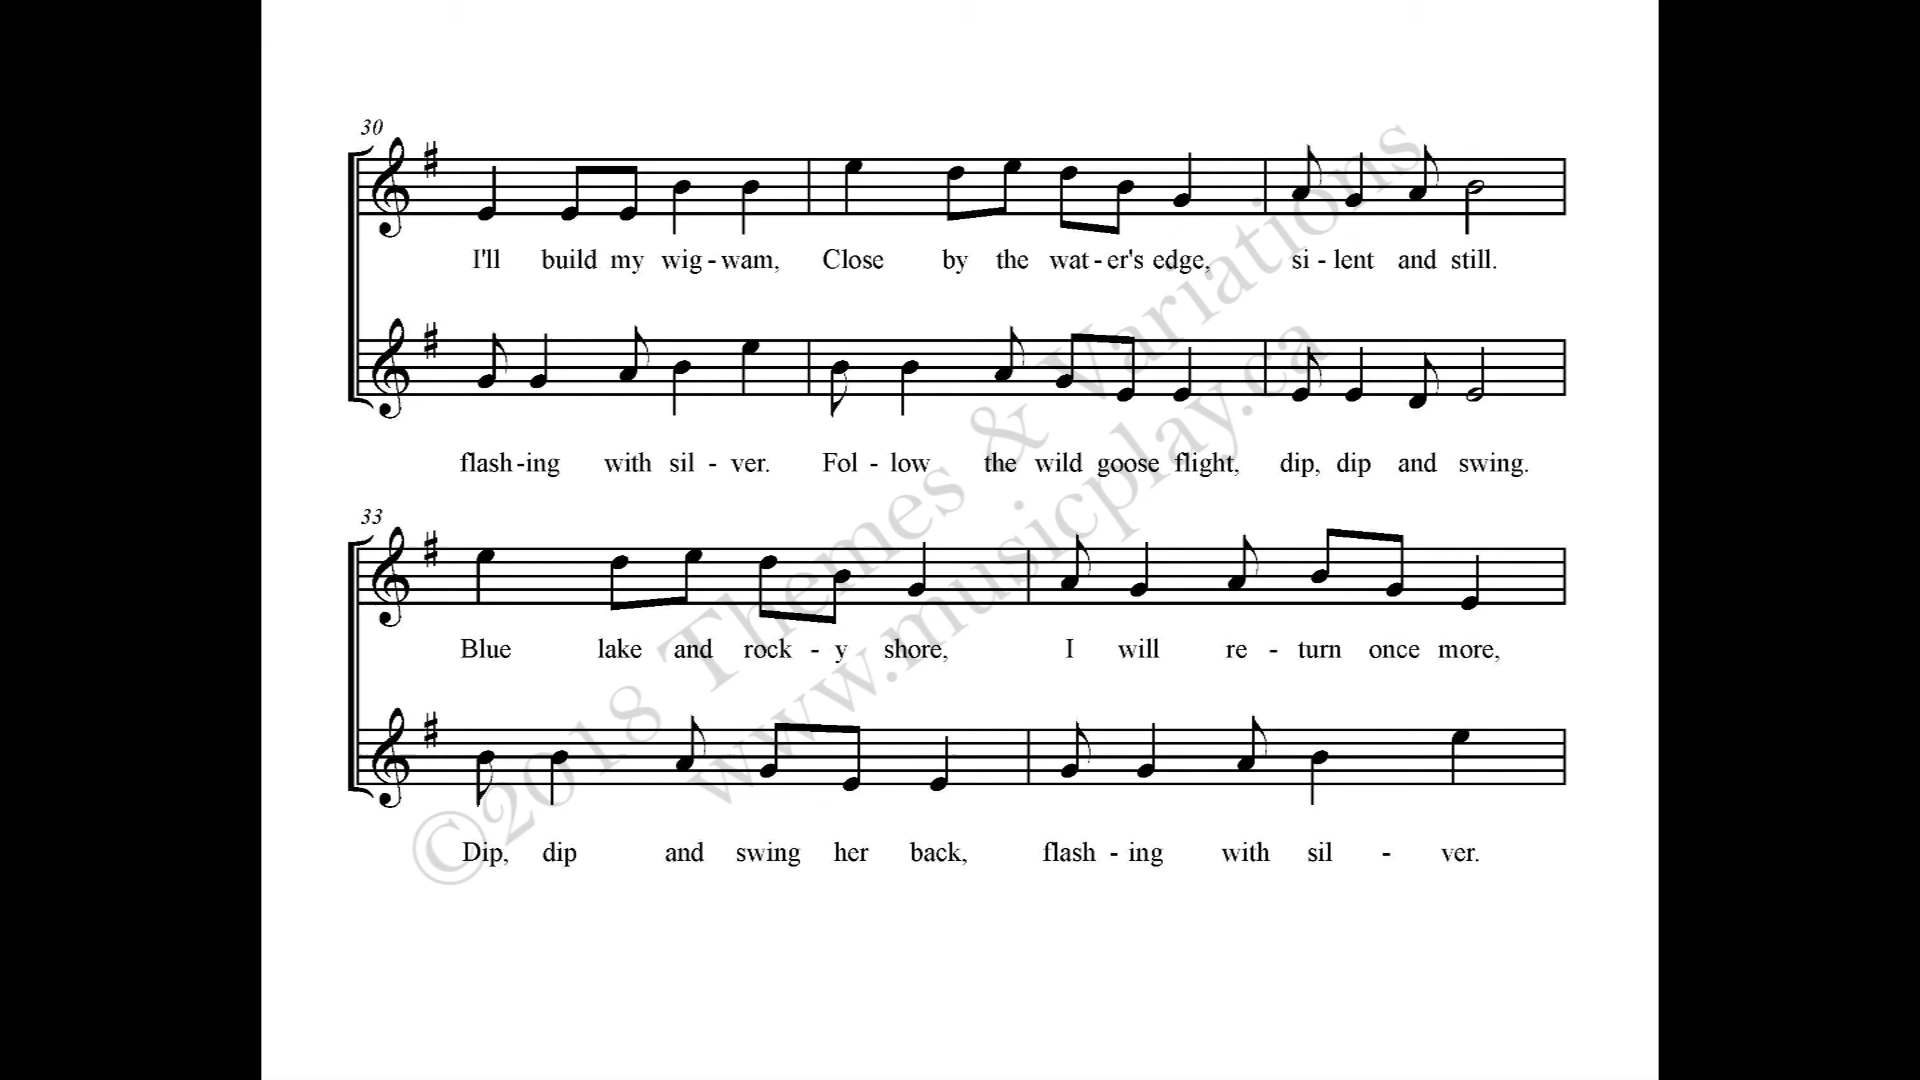 30
I'll build my wig - wam, Close by the wat - er's edge, si - lent and still.
flash - ing with sil - ver. Fol - low the wild goose flight, dip, dip and swing.
33
Blue lake and rock - y shore, I will re - turn once more,
Dip, dip and swing her back, flash - ing with sil - ver.
©2018 Themes & Variations
www.musicplay.ca